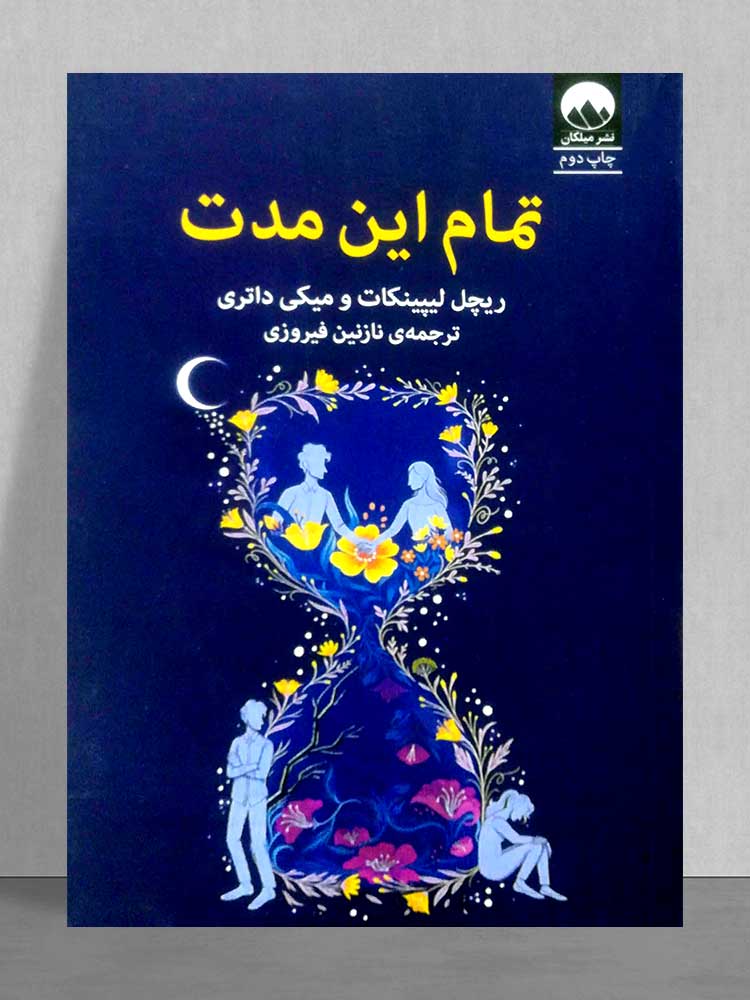 نشر میلکان
چاپ دوم
تمام این مدت
ریچل لیپینکات و میکی داتری
ترجمه‌ی نازنین فیروزی